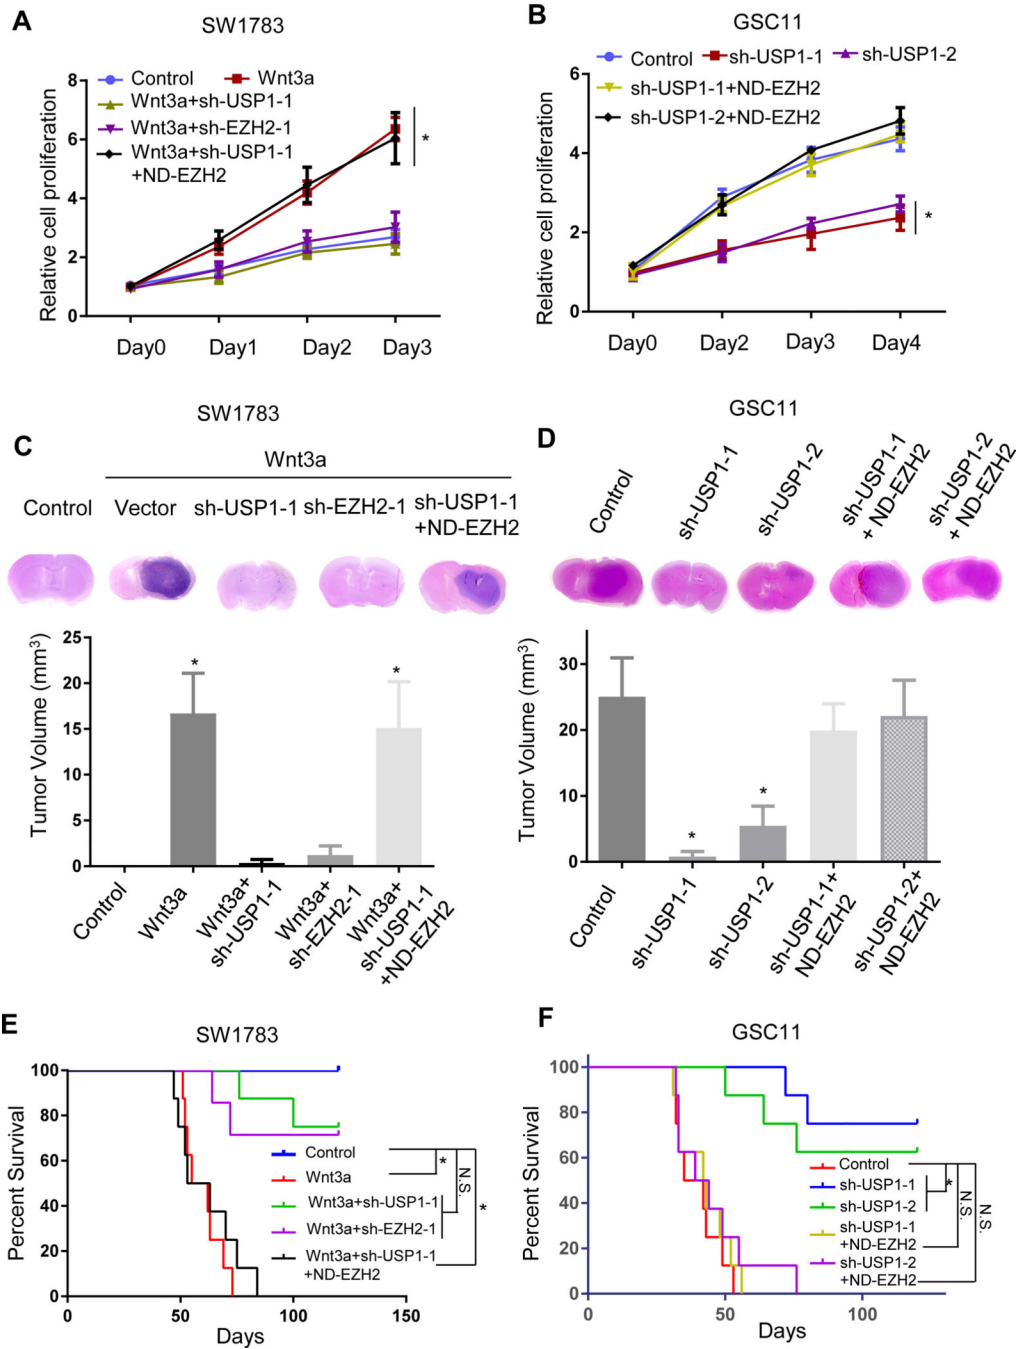 A
SW1783
Relative cell proliferation
8
6
4
2
0
Control
Wnt3a
Wnt3a+sh-USP1-1
Wnt3a+sh-EZH2-1
Wnt3a+sh-USP1-1
+ND-EZH2
*
Day0
Day1
Day2
Day3
B
GSC11
Relative cell proliferation
6
4
2
0
Control
sh-USP1-1
sh-USP1-2
sh-USP1-1+ND-EZH2
sh-USP1-2+ND-EZH2
*
Day0
Day2
Day3
Day4
C
SW1783
Wnt3a
Control
Vector
sh-USP1-1
sh-EZH2-1
sh-USP1-1
+ND-EZH2
Tumor Volume (mm³)
25
20
15
10
5
0
*
*
Control
Wnt3a
Wnt3a+
sh-USP1-1
Wnt3a+
sh-EZH2-1
Wnt3a+
sh-USP1-1
+ND-EZH2
D
GSC11
Control
sh-USP1-1
sh-USP1-2
sh-USP1-1
+ ND-EZH2
sh-USP1-2
+ ND-EZH2
Tumor Volume (mm³)
30
20
10
0
*
*
Control
sh-USP1-1
sh-USP1-2
sh-USP1-1+
ND-EZH2
sh-USP1-2+
ND-EZH2
E
SW1783
Percent Survival
100
80
60
40
20
0
Control
Wnt3a
Wnt3a+sh-USP1-1
Wnt3a+sh-EZH2-1
Wnt3a+sh-USP1-1
+ND-EZH2
*
N.S.
*
0
50
100
150
Days
F
GSC11
Percent Survival
100
80
60
40
20
0
Control
sh-USP1-1
sh-USP1-2
sh-USP1-1
+ND-EZH2
sh-USP1-2
+ND-EZH2
*
N.S.
N.S.
0
50
100
Days